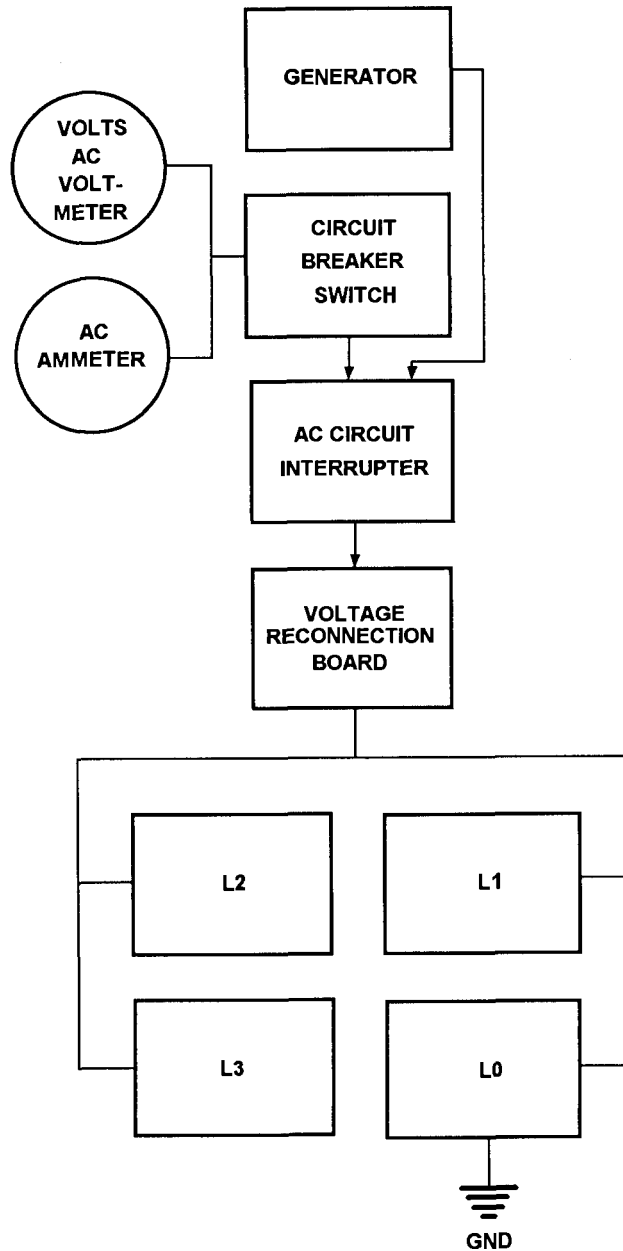 GENERATOR
VOLTS
AC
VOLT-
METER
CIRCUIT
BREAKER
SWITCH
AC
AMMETER
AC CIRCUIT
INTERRUPTER
VOLTAGE
RECONNECTION
BOARD
L2
L1
L3
L0
GND